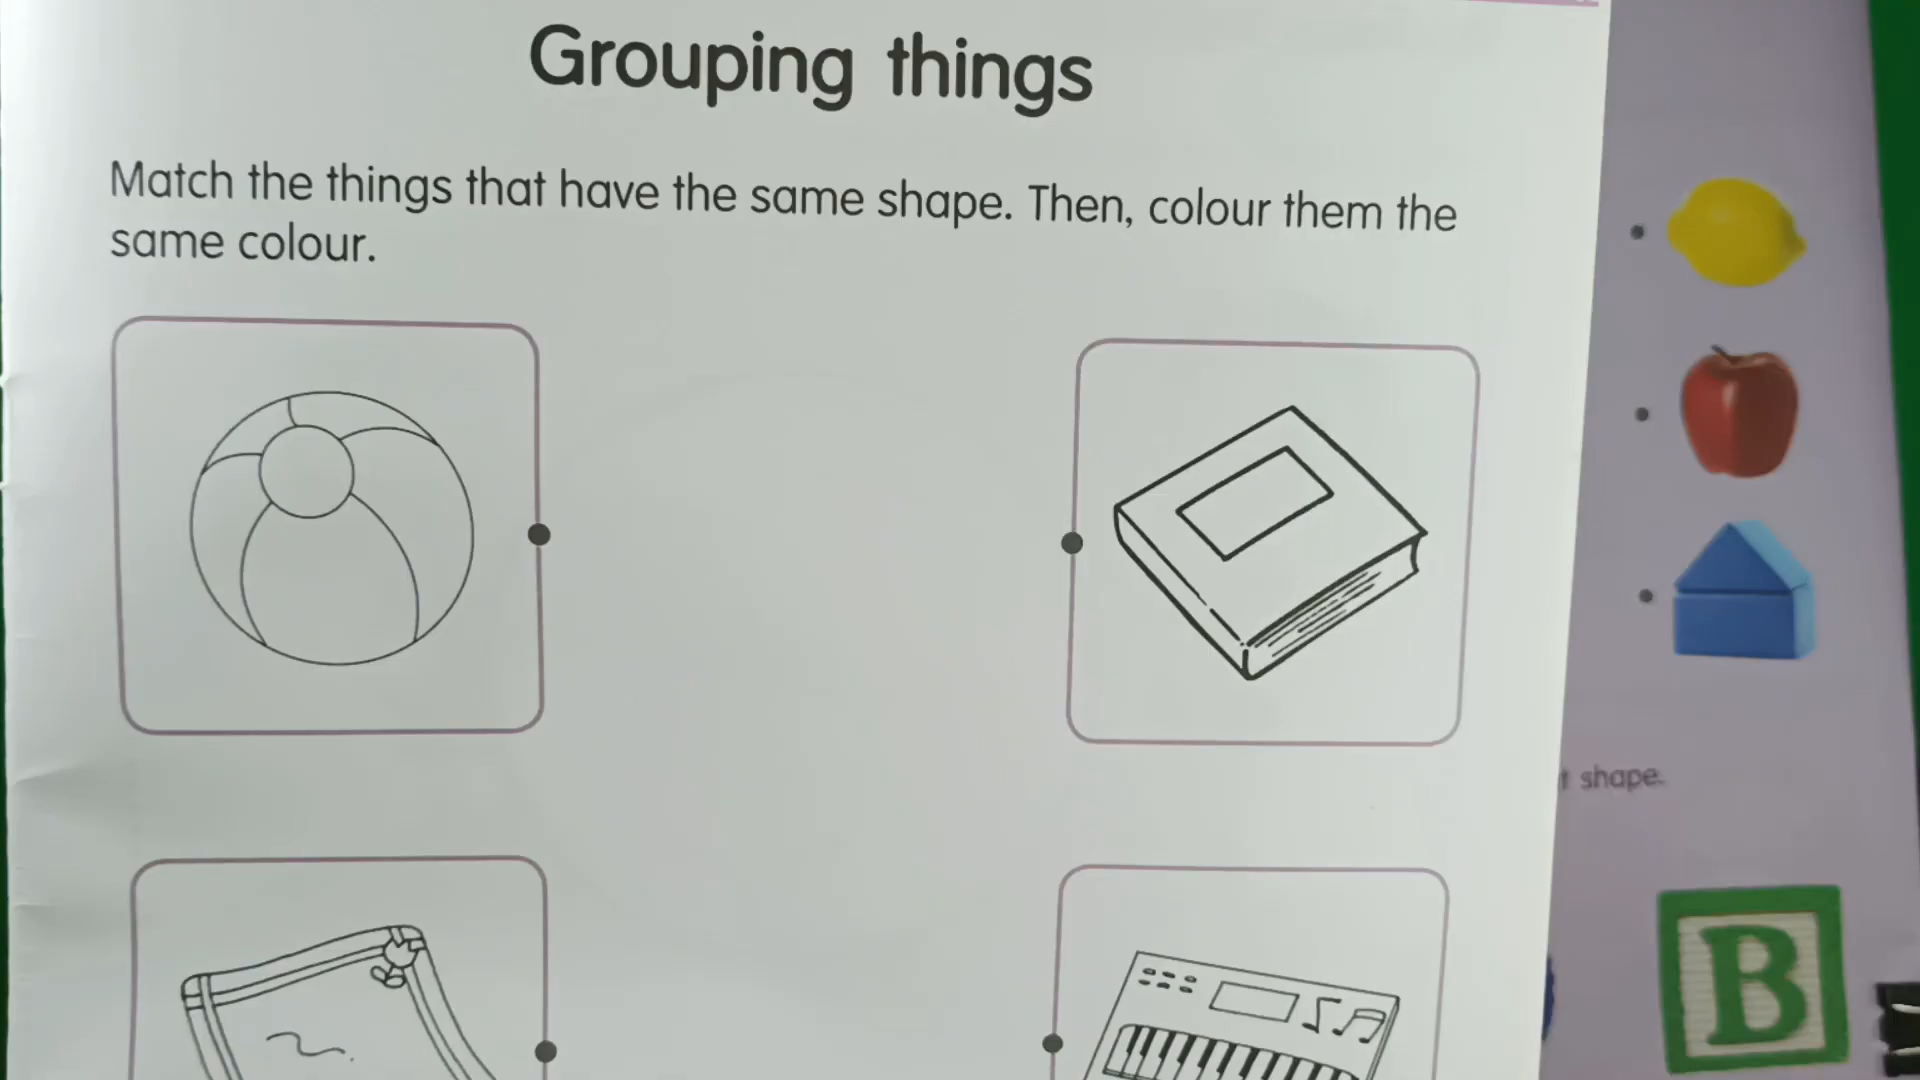 Grouping things
Match the things that have the same shape. Then, colour them the
same colour.
shape.
B